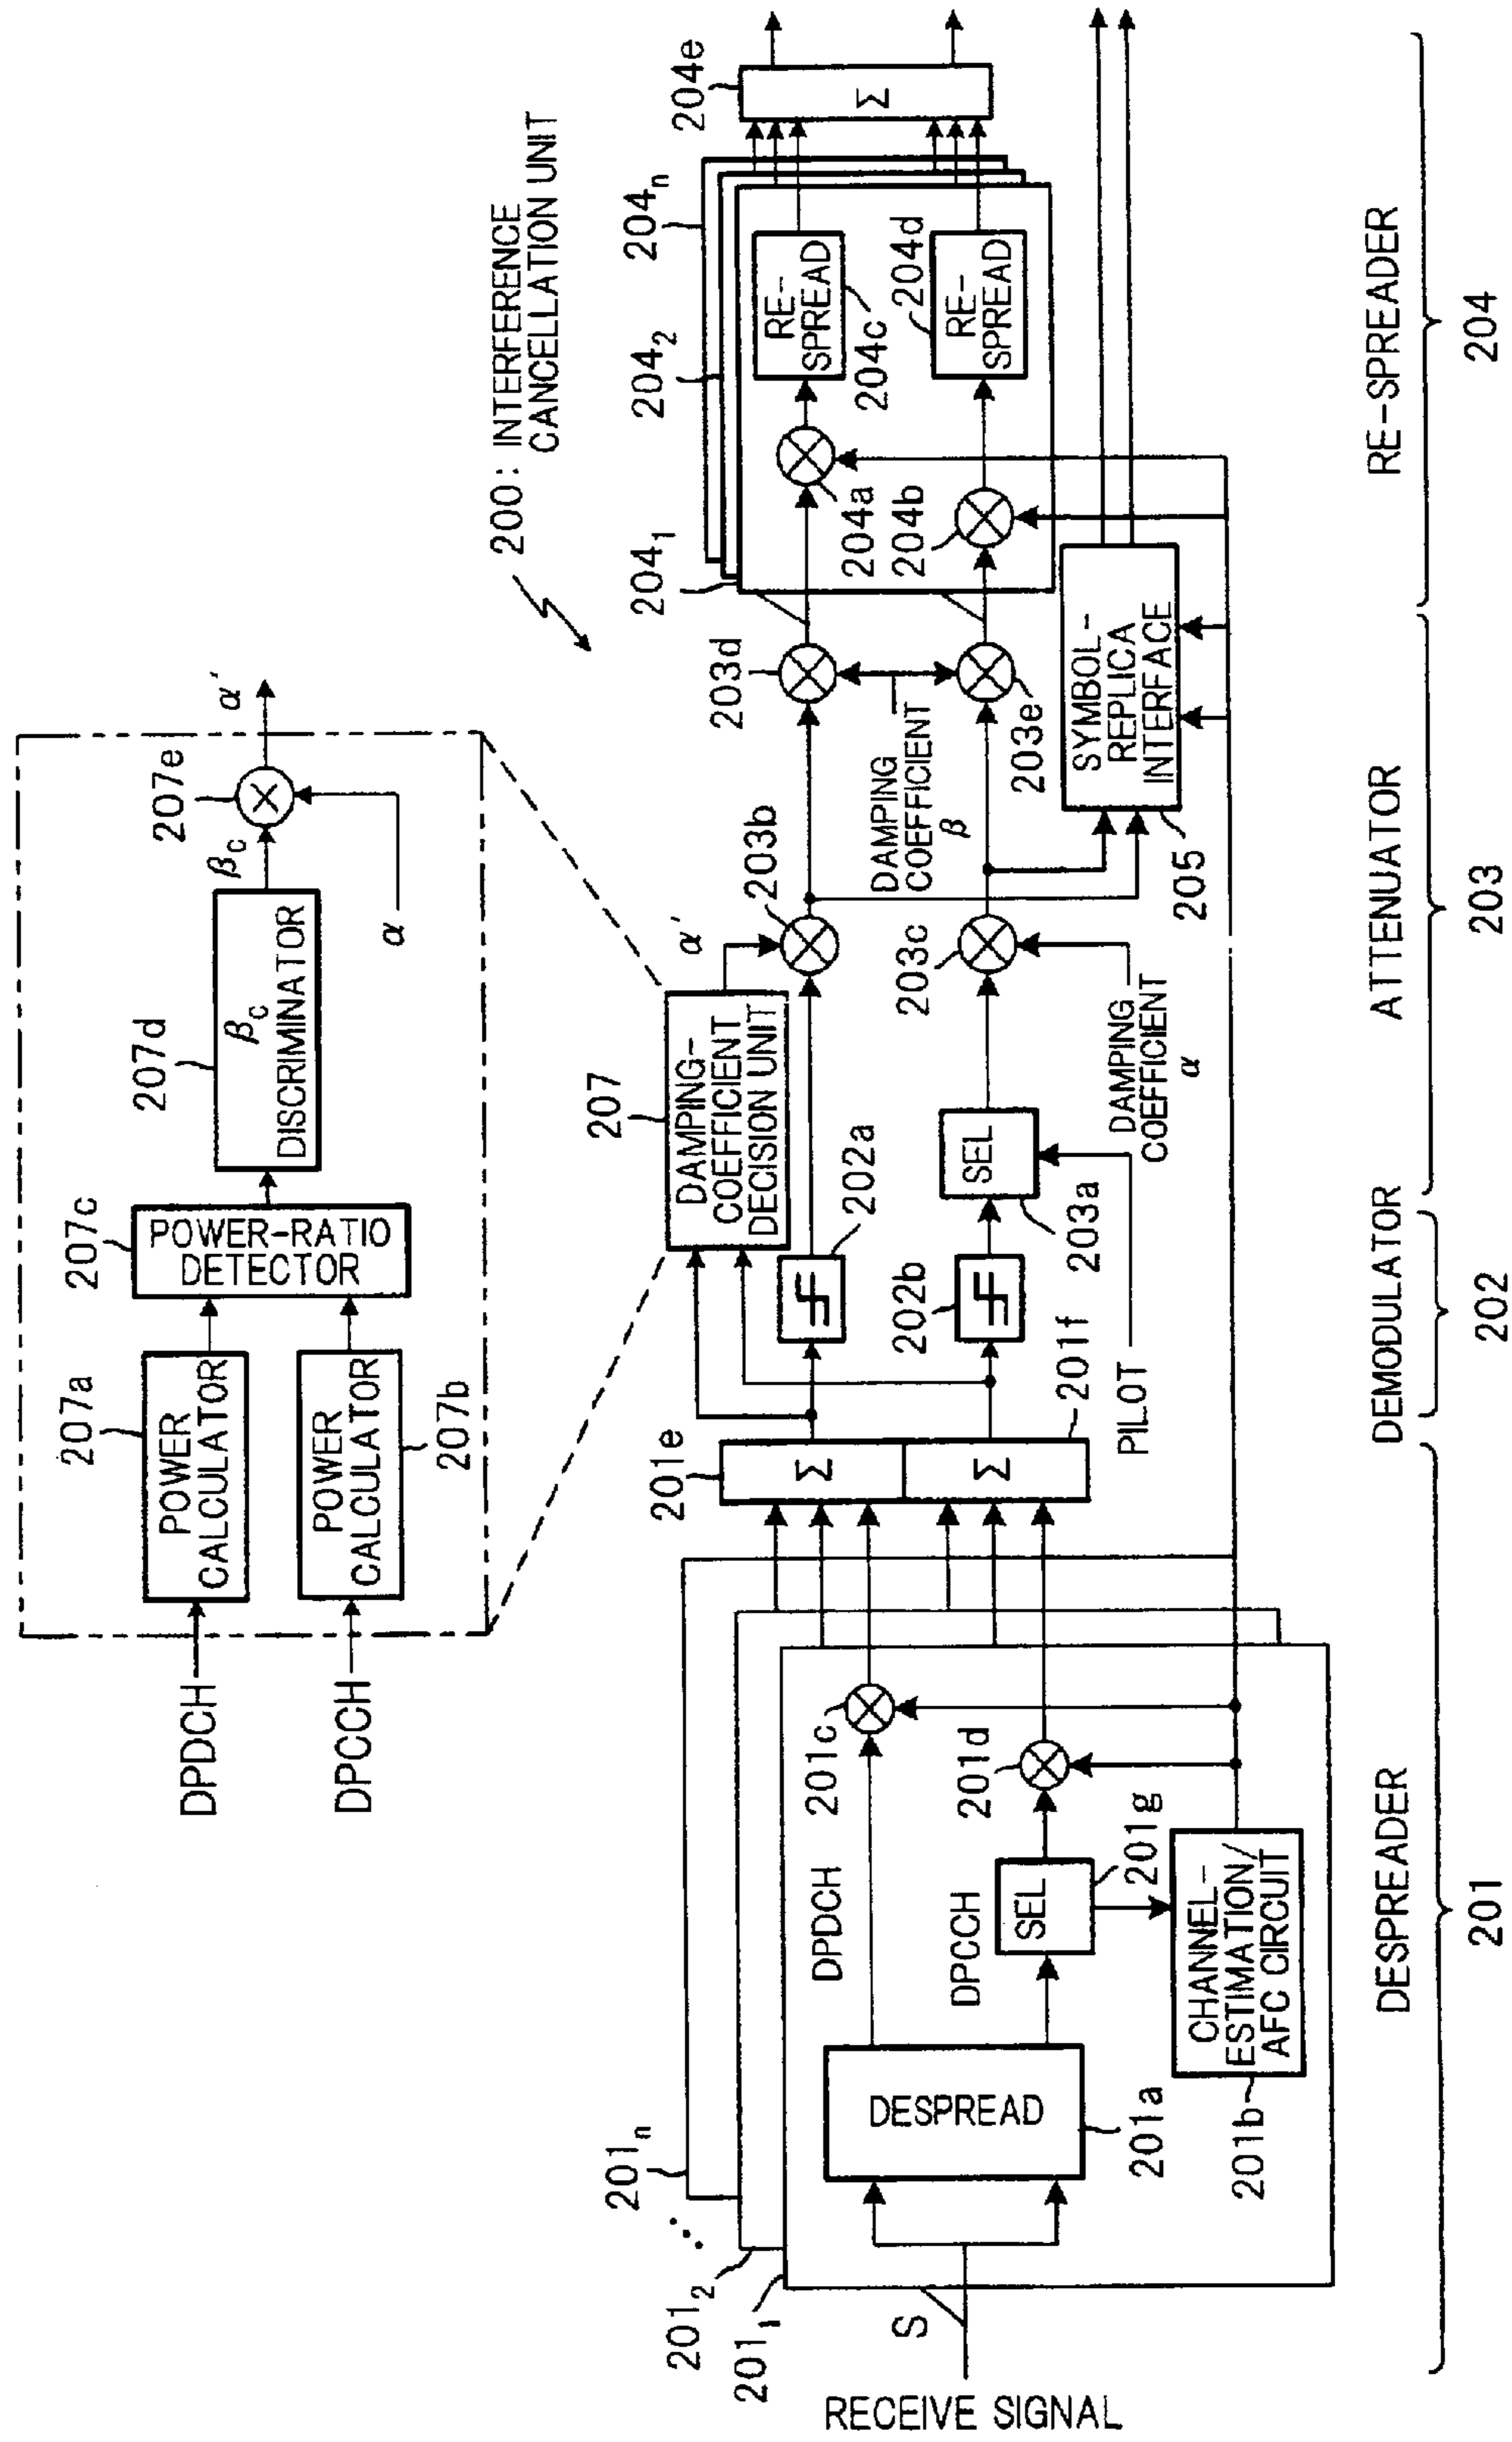 200: INTERFERENCE
CANCELLATION UNIT
DPDCH
DPCCH
207a
POWER
CALCULATOR
POWER
CALCULATOR
207b
207c
POWER-RATIO
DETECTOR
207d
βC
DISCRIMINATOR
βC
207e
α
α′
RECEIVE SIGNAL
S
2011
2012
201n
DESPREAD
201a
DPDCH
DPCCH
SEL
201g
CHANNEL-
ESTIMATION/
AFC CIRCUIT
201b
201c
201d
201e
Σ
Σ
201f
PILOT
202a
202b
207
DAMPING-
COEFFICIENT
DECISION UNIT
α′
SEL
203a
203b
203c
DAMPING
COEFFICIENT
α
DAMPING
COEFFICIENT
β
203d
203e
SYMBOL-
REPLICA
INTERFACE
205
2041
2042
204n
204a
204b
RE-
SPREAD
204c
RE-
SPREAD
204d
204e
Σ
DESPREADER
201
DEMODULATOR
202
ATTENUATOR
203
RE-SPREADER
204